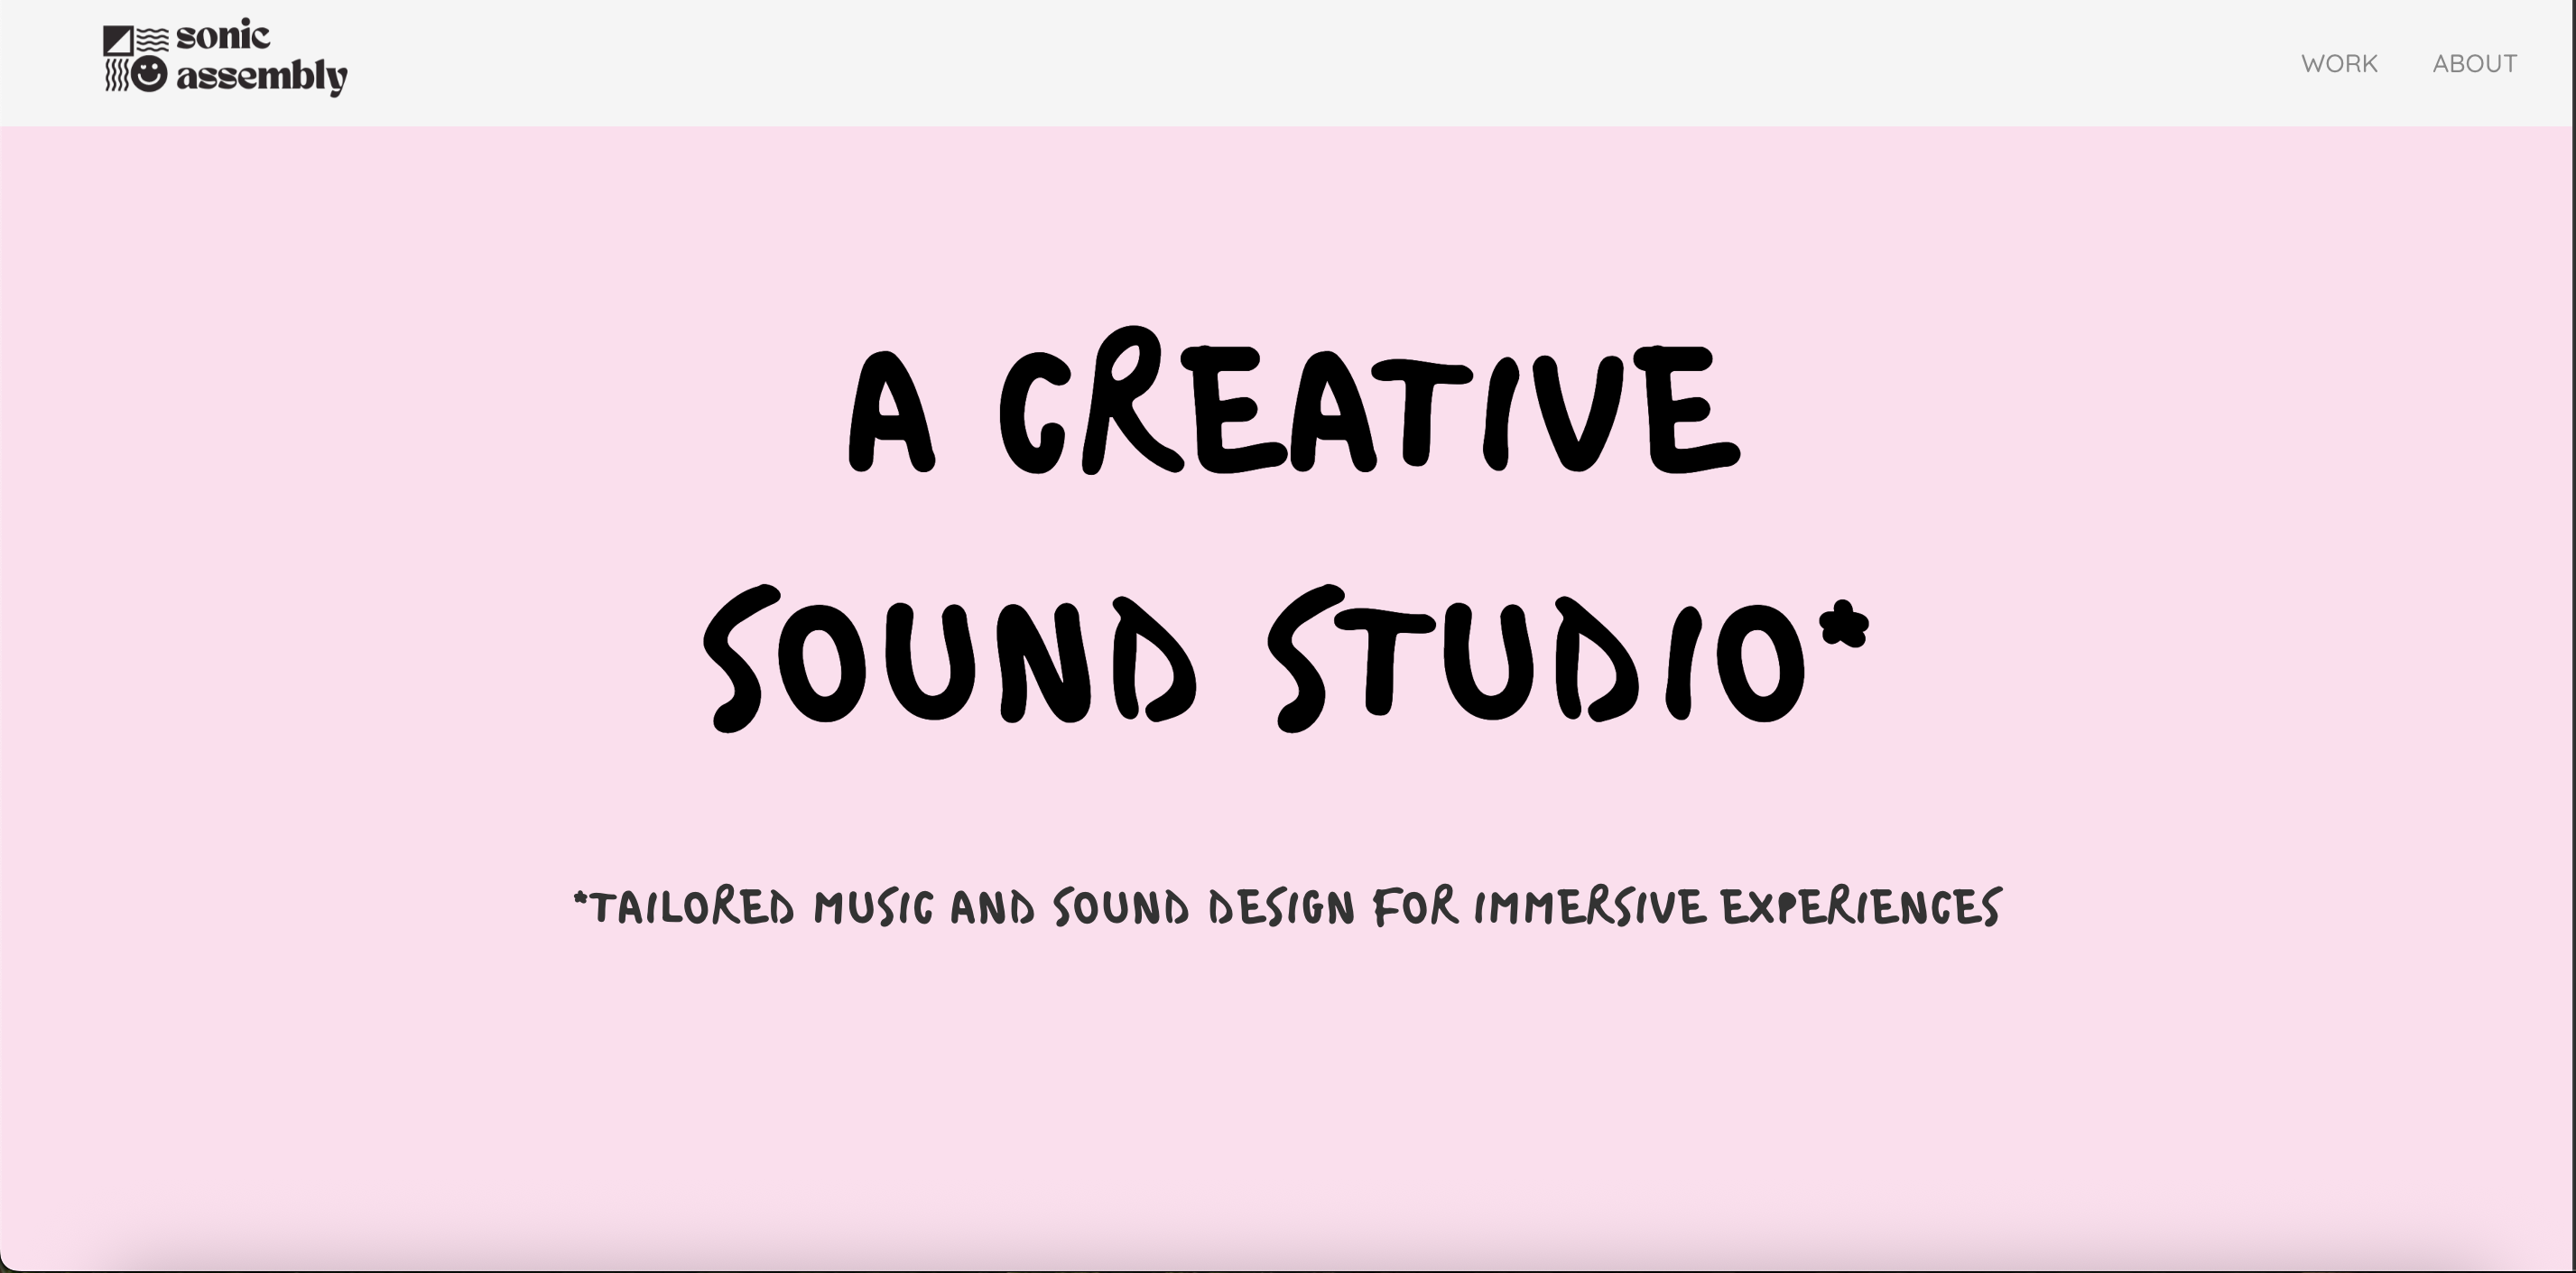 sonic
assembly
WORK ABOUT
A CREATIVE
SOUND STUDIO*
*TAILORED MUSIC AND SOUND DESIGN FOR IMMERSIVE EXPERIENCES